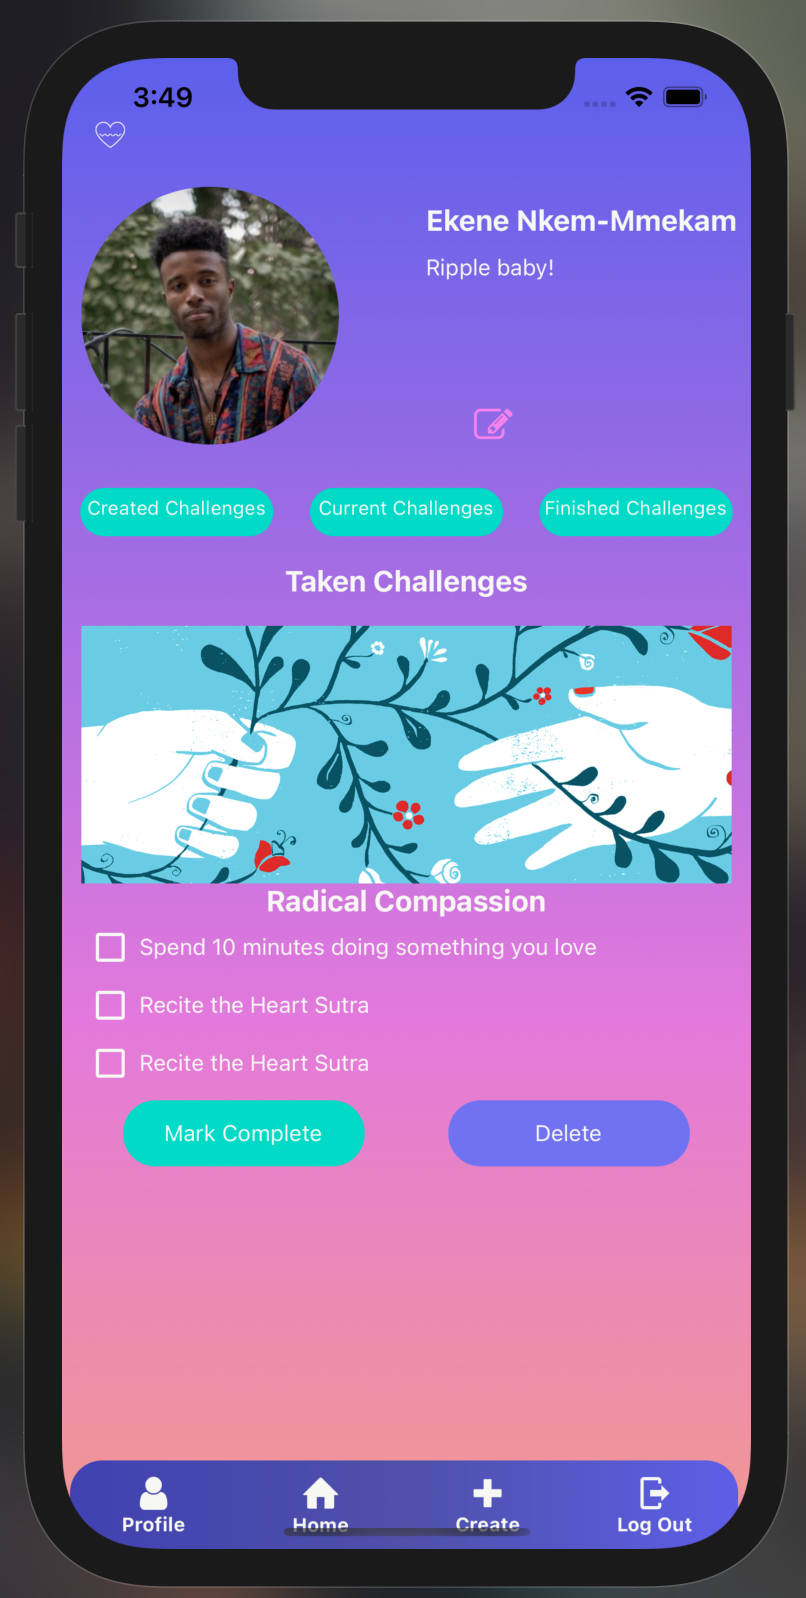 3:49
Ekene Nkem-Mmekam
Ripple baby!
Created Challenges
Current Challenges
Finished Challenges
Taken Challenges
Radical Compassion
Spend 10 minutes doing something you love
Recite the Heart Sutra
Recite the Heart Sutra
Mark Complete
Delete
Profile
Home
Create
Log Out